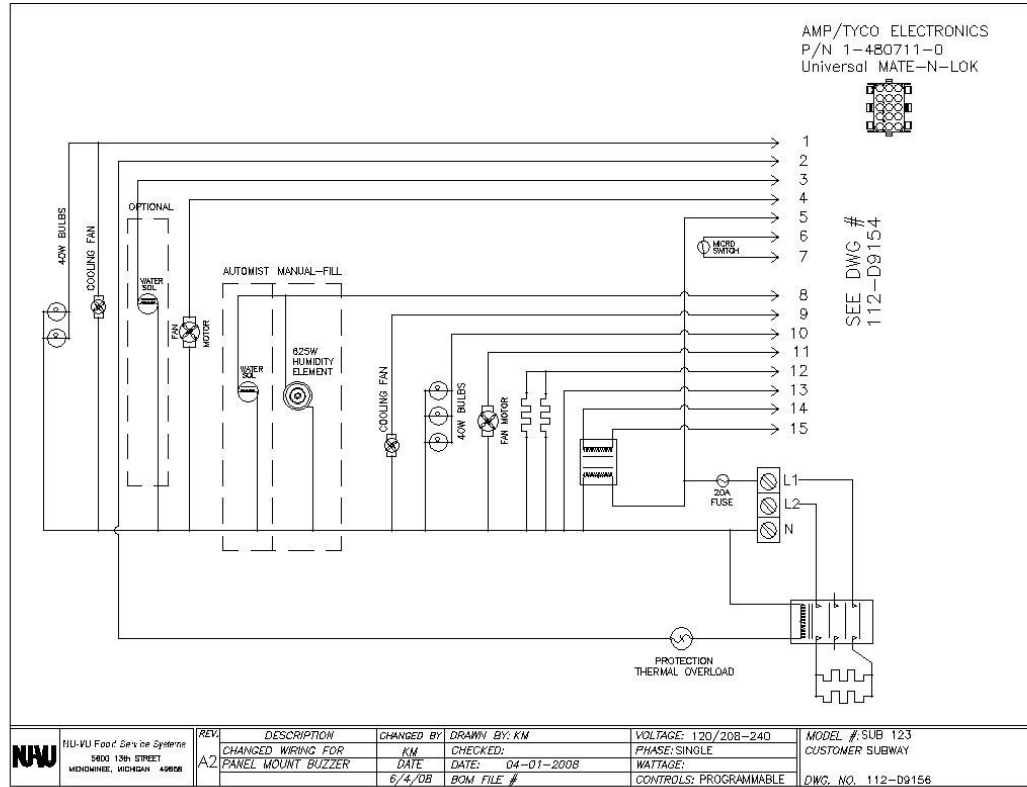 AMP/TYCO ELECTRONICS
P/N 1-480711-0
Universal MATE-N-LOK
1
2
3
4
5
6
7
8
9
10
11
12
13
14
15
SEE DWG #
112-D9154
MICRO
SWITCH
OPTIONAL
40W BULBS
COOLING FAN
WATER
SOL
FAN
MOTOR
AUTOMIST
MANUAL-FILL
WATER
SOL
625W
HUMIDITY
ELEMENT
COOLING FAN
40W BULBS
FAN MOTOR
20A
FUSE
L1
L2
N
PROTECTION
THERMAL OVERLOAD
NU-VU
NU-VU Food Service Systems
5600 13th STREET
MENOMINEE, MICHIGAN 49858
REV.
A2
DESCRIPTION
CHANGED WIRING FOR
PANEL MOUNT BUZZER
CHANGED BY
KM
DATE
6/4/08
DRAWN BY: KM
CHECKED:
DATE: 04-01-2008
BOM FILE #
VOLTAGE: 120/208-240
PHASE: SINGLE
WATTAGE:
CONTROLS: PROGRAMMABLE
MODEL #: SUB 123
CUSTOMER SUBWAY
DWG. NO. 112-D9156